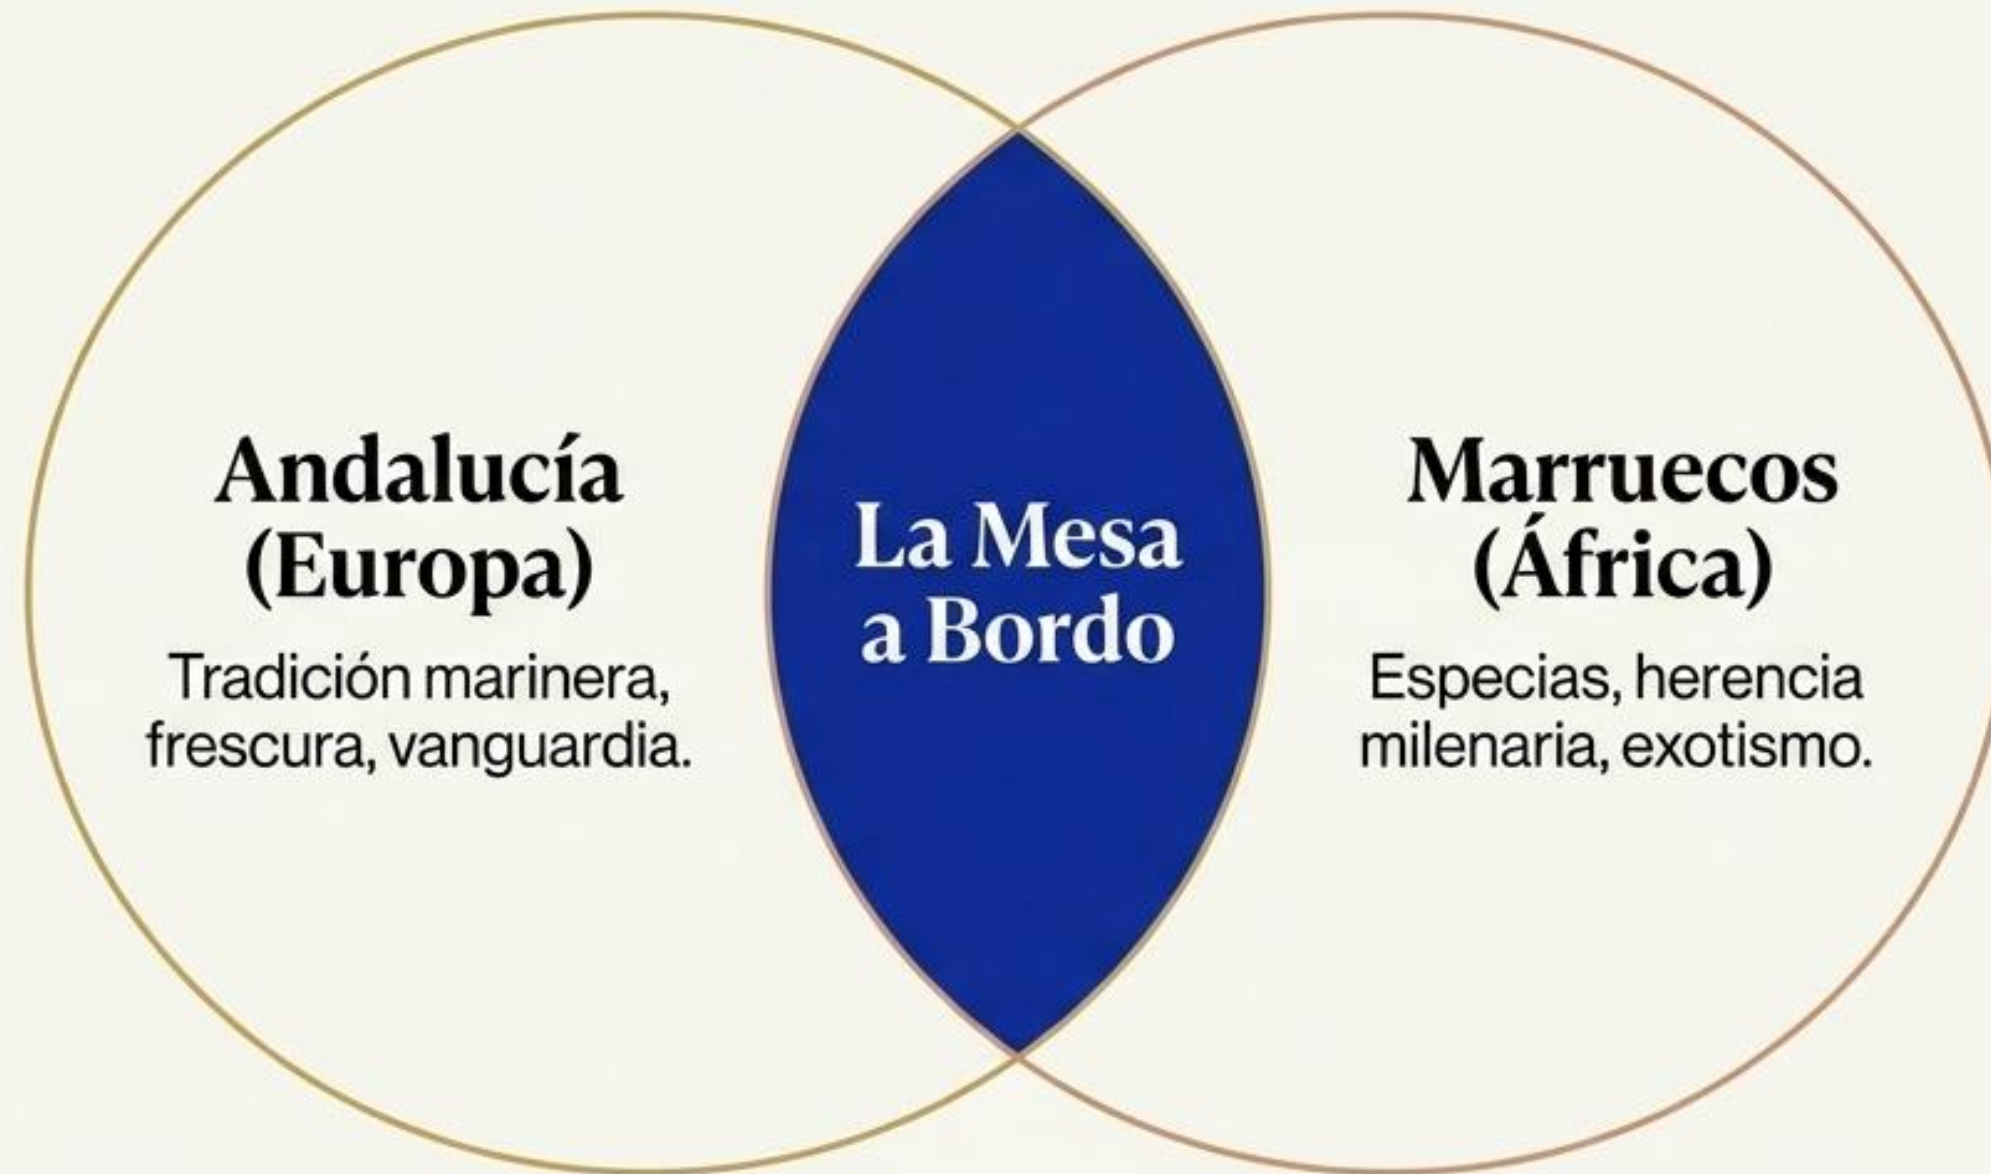 Andalucía
(Europa)
Tradición marinera,
frescura, vanguardia.
La Mesa
a Bordo
Marruecos
(África)
Especias, herencia
milenaria, exotismo.